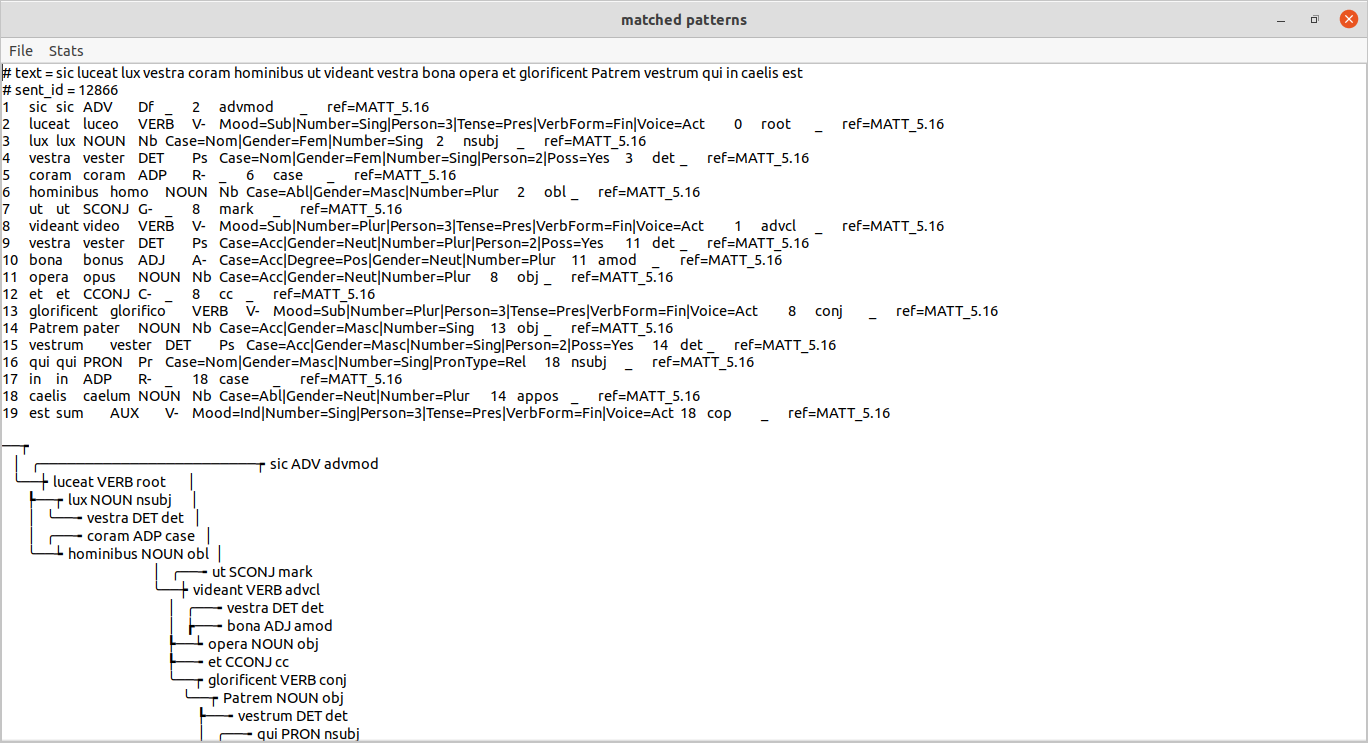 matched patterns
File Stats
# text = sic luceat lux vestra coram hominibus ut videant vestra bona opera et glorificent Patrem vestrum qui in caelis est
# sent_id = 12866
1 sic sic ADV Df _ 2 advmod _ ref=MATT_5.16
2 luceat luceo VERB V- Mood=Sub|Number=Sing|Person=3|Tense=Pres|VerbForm=Fin|Voice=Act 0 root _ ref=MATT_5.16
3 lux lux NOUN Nb Case=Nom|Gender=Fem|Number=Sing 2 nsubj _ ref=MATT_5.16
4 vestra vester DET Ps Case=Nom|Gender=Fem|Number=Sing|Person=2|Poss=Yes 3 det _ ref=MATT_5.16
5 coram coram ADP R- _ 6 case _ ref=MATT_5.16
6 hominibus homo NOUN Nb Case=Abl|Gender=Masc|Number=Plur 2 obl _ ref=MATT_5.16
7 ut ut SCONJ G- _ 8 mark _ ref=MATT_5.16
8 videant video VERB V- Mood=Sub|Number=Plur|Person=3|Tense=Pres|VerbForm=Fin|Voice=Act 1 advcl _ ref=MATT_5.16
9 vestra vester DET Ps Case=Acc|Gender=Neut|Number=Plur|Person=2|Poss=Yes 11 det _ ref=MATT_5.16
10 bona bonus ADJ A- Case=Acc|Degree=Pos|Gender=Neut|Number=Plur 11 amod _ ref=MATT_5.16
11 opera opus NOUN Nb Case=Acc|Gender=Neut|Number=Plur 8 obj _ ref=MATT_5.16
12 et et CCONJ C- _ 8 cc _ ref=MATT_5.16
13 glorificent glorifico VERB V- Mood=Sub|Number=Plur|Person=3|Tense=Pres|VerbForm=Fin|Voice=Act 8 conj _ ref=MATT_5.16
14 Patrem pater NOUN Nb Case=Acc|Gender=Masc|Number=Sing 13 obj _ ref=MATT_5.16
15 vestrum vester DET Ps Case=Acc|Gender=Masc|Number=Sing|Person=2|Poss=Yes 14 det _ ref=MATT_5.16
16 qui qui PRON Pr Case=Nom|Gender=Masc|Number=Sing|PronType=Rel 18 nsubj _ ref=MATT_5.16
17 in in ADP R- _ 18 case _ ref=MATT_5.16
18 caelis caelum NOUN Nb Case=Abl|Gender=Neut|Number=Plur 14 appos _ ref=MATT_5.16
19 est sum AUX V- Mood=Ind|Number=Sing|Person=3|Tense=Pres|VerbForm=Fin|Voice=Act 18 cop _ ref=MATT_5.16
sic ADV advmod
luceat VERB root
lux NOUN nsubj
vestra DET det
coram ADP case
hominibus NOUN obl
ut SCONJ mark
videant VERB advcl
vestra DET det
bona ADJ amod
opera NOUN obj
et CCONJ cc
glorificent VERB conj
Patrem NOUN obj
vestrum DET det
qui PRON nsubj